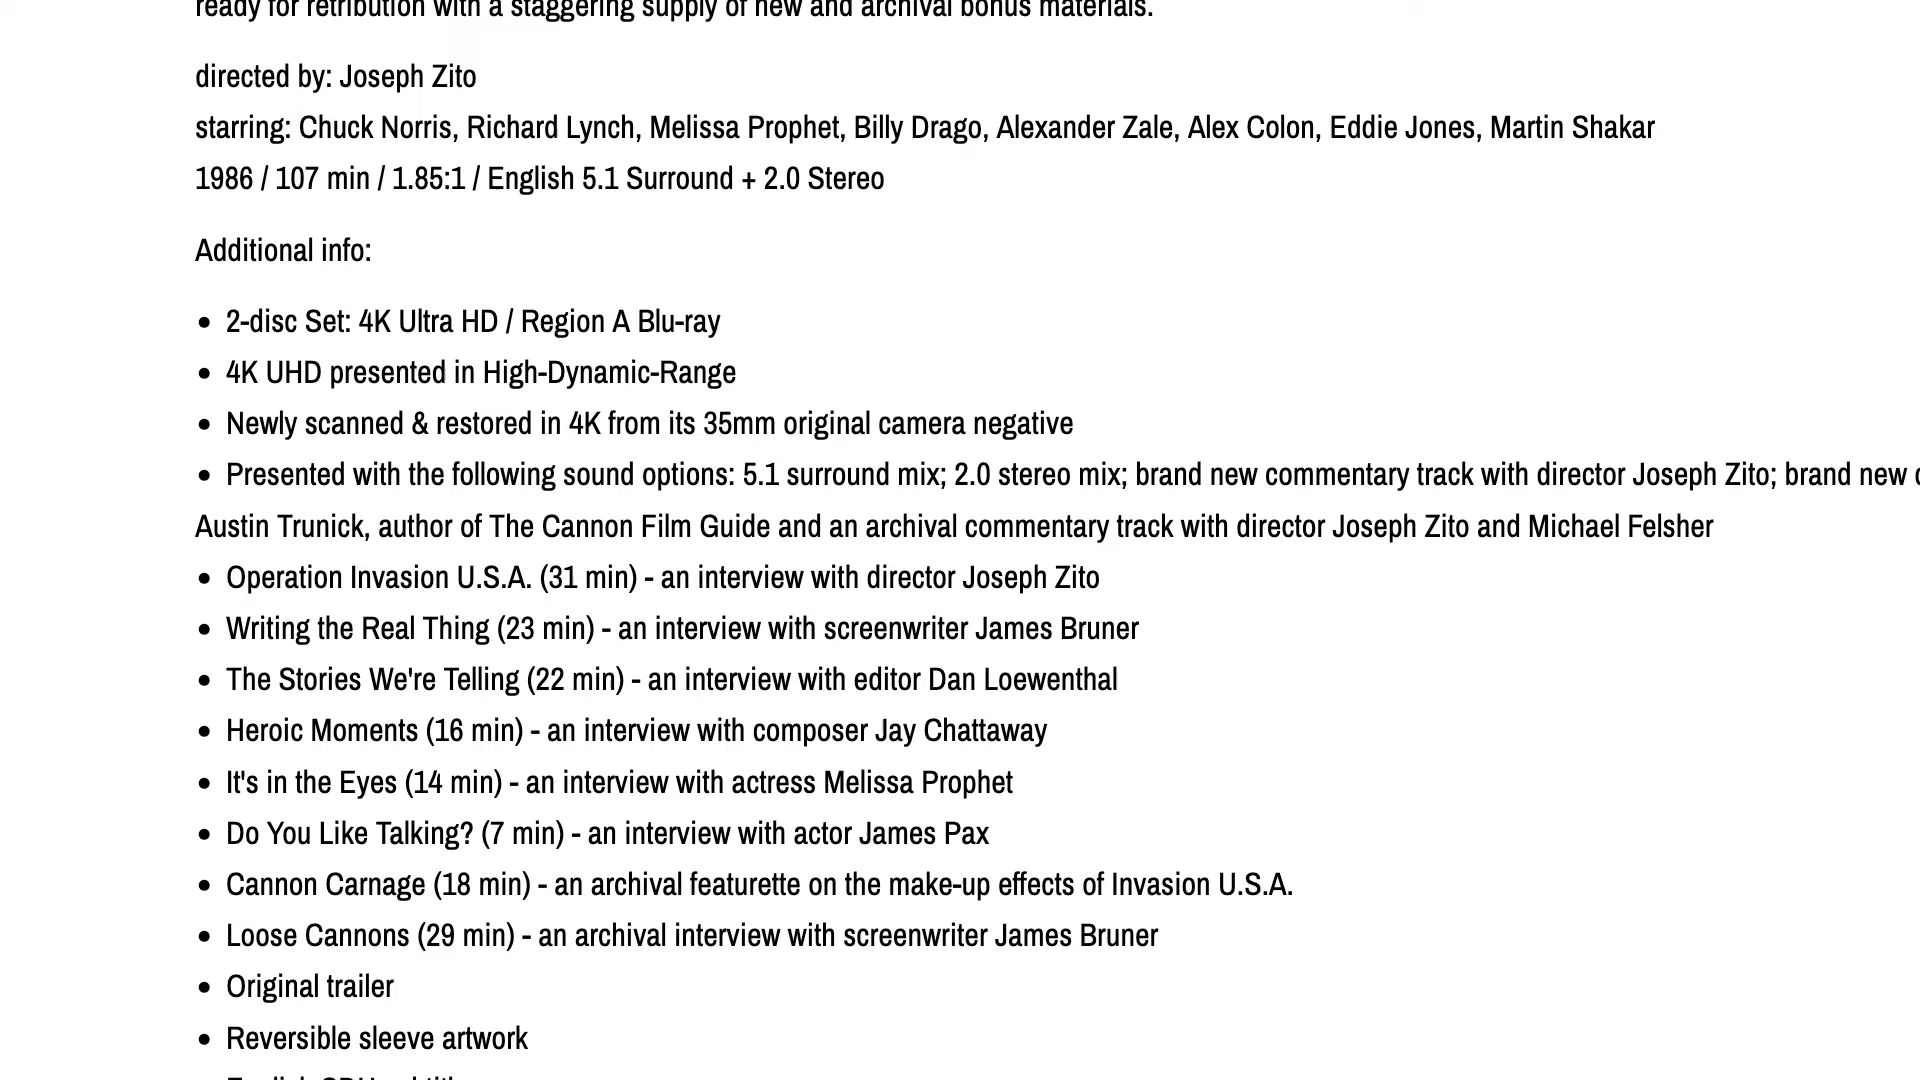 ready for retribution with a staggering supply of new and archival bonus materials.
directed by: Joseph Zito
starring: Chuck Norris, Richard Lynch, Melissa Prophet, Billy Drago, Alexander Zale, Alex Colon, Eddie Jones, Martin Shakar
1986 / 107 min / 1.85:1 / English 5.1 Surround + 2.0 Stereo
Additional info:
• 2-disc Set: 4K Ultra HD / Region A Blu-ray
• 4K UHD presented in High-Dynamic-Range
• Newly scanned & restored in 4K from its 35mm original camera negative
• Presented with the following sound options: 5.1 surround mix; 2.0 stereo mix; brand new commentary track with director Joseph Zito; brand new
Austin Trunick, author of The Cannon Film Guide and an archival commentary track with director Joseph Zito and Michael Felsher
• Operation Invasion U.S.A. (31 min) - an interview with director Joseph Zito
• Writing the Real Thing (23 min) - an interview with screenwriter James Bruner
• The Stories We're Telling (22 min) - an interview with editor Dan Loewenthal
• Heroic Moments (16 min) - an interview with composer Jay Chattaway
• It's in the Eyes (14 min) - an interview with actress Melissa Prophet
• Do You Like Talking? (7 min) - an interview with actor James Pax
• Cannon Carnage (18 min) - an archival featurette on the make-up effects of Invasion U.S.A.
• Loose Cannons (29 min) - an archival interview with screenwriter James Bruner
• Original trailer
• Reversible sleeve artwork